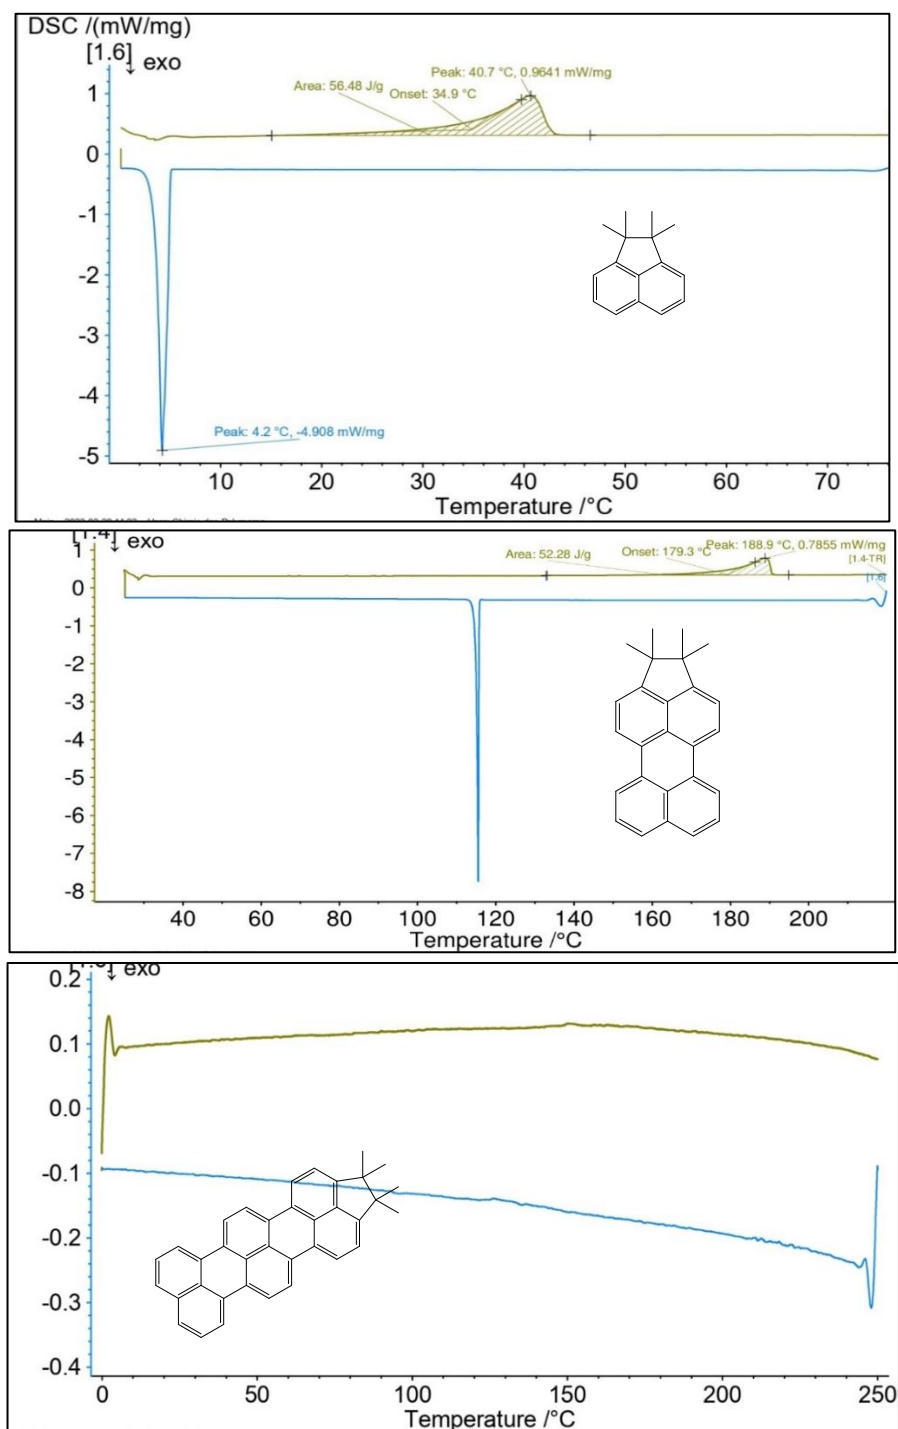 DSC /(mW/mg)
[1.6]
↓ exo
Peak: 40.7 °C, 0.9641 mW/mg
Area: 56.48 J/g
Onset: 34.9 °C
1
0
-1
-2
-3
-4
-5
Peak: 4.2 °C, -4.908 mW/mg
10 20 30 40 50 60 70
Temperature /°C
[1.4]
↓ exo
Area: 52.28 J/g
Onset: 179.3 °C
Peak: 188.9 °C, 0.7855 mW/mg
[1.4-TR]
[1.6]
1
0
-1
-2
-3
-4
-5
-6
-7
-8
40 60 80 100 120 140 160 180 200
Temperature /°C
↓ exo
0.2
0.1
0.0
-0.1
-0.2
-0.3
-0.4
0 50 100 150 200 250
Temperature /°C